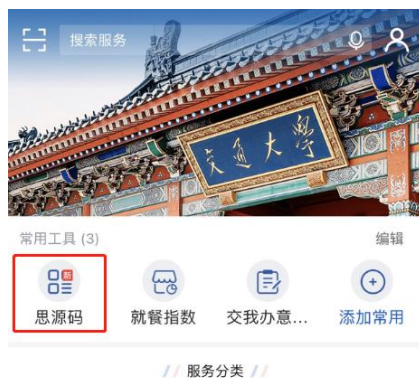 搜索服务
交通大學
常用工具 (3)
编辑
新
思源码
就餐指数
交我办意...
添加常用
// 服务分类 //